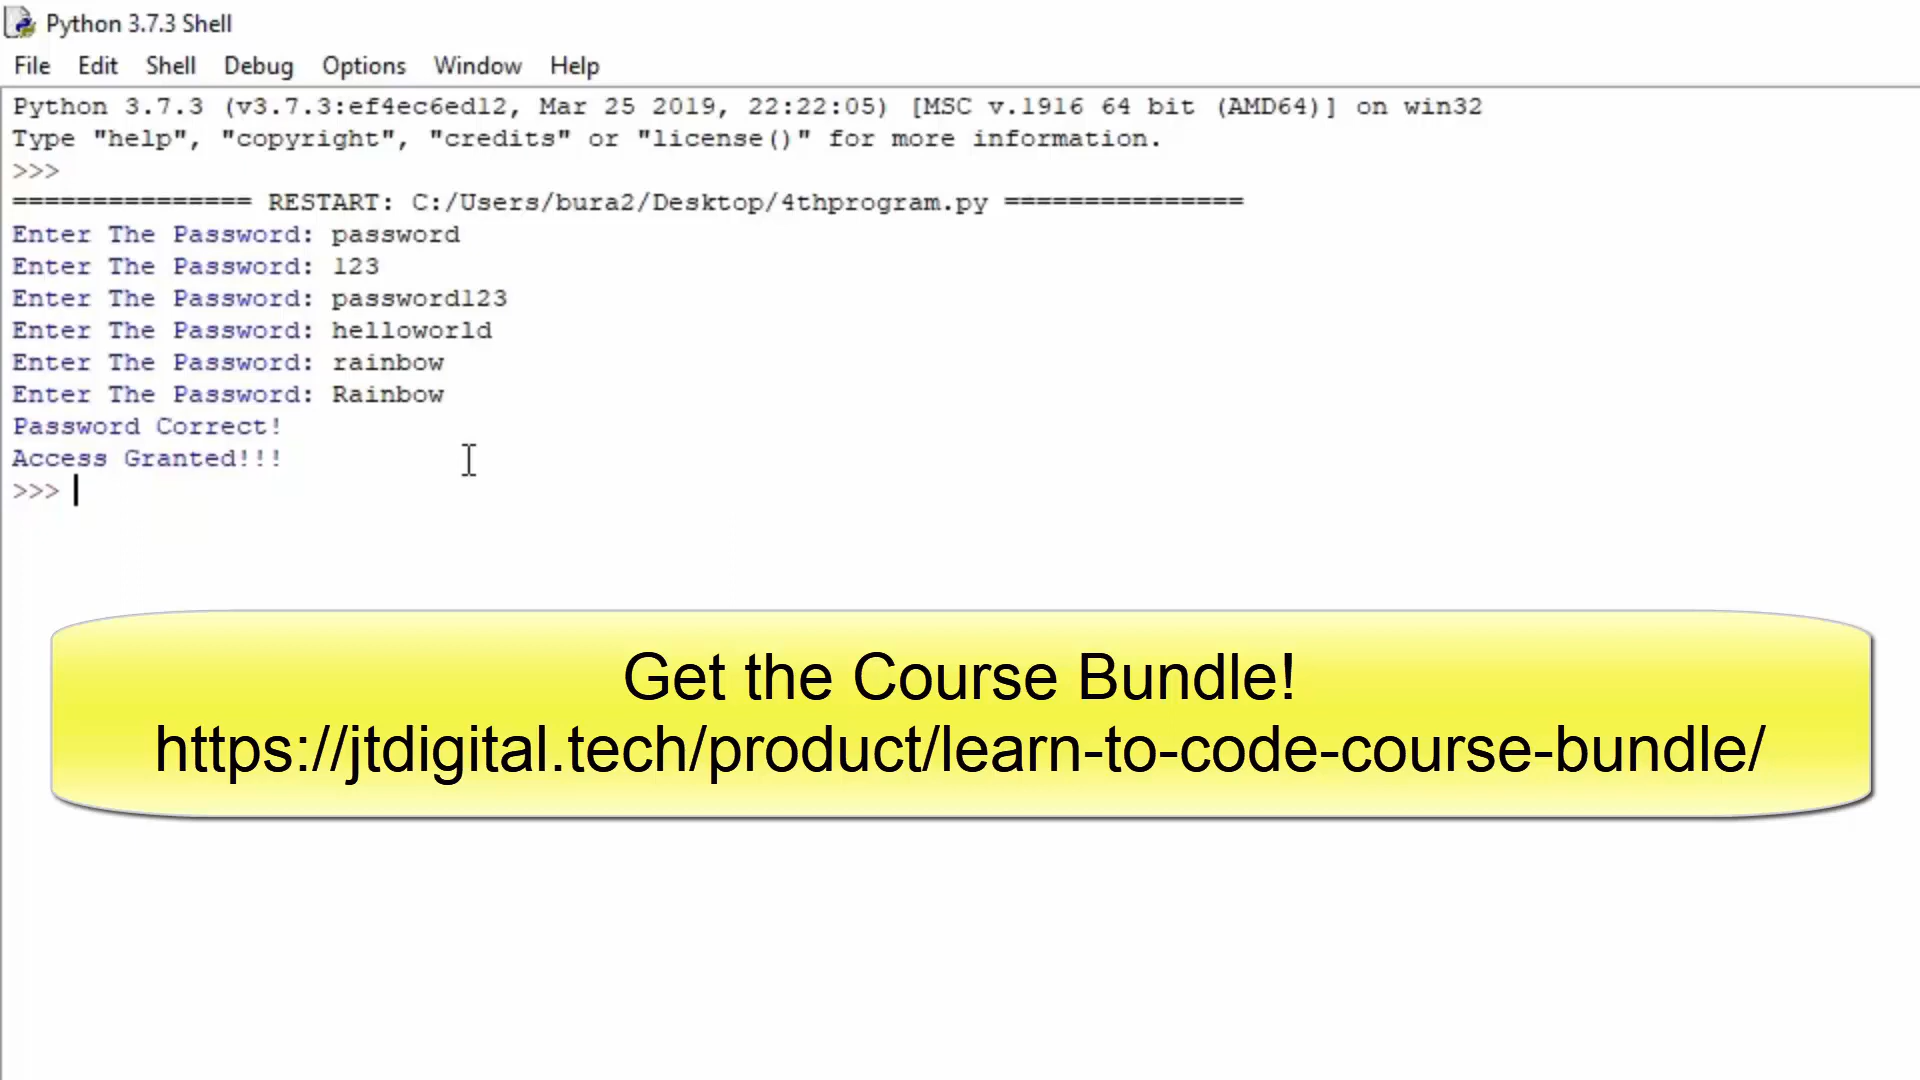 Python 3.7.3 Shell
File Edit Shell Debug Options Window Help
Python 3.7.3 (v3.7.3:ef4ec6ed12, Mar 25 2019, 22:22:05) [MSC v.1916 64 bit (AMD64)] on win32
Type "help", "copyright", "credits" or "license()" for more information.
>>>
=============== RESTART: C:/Users/bura2/Desktop/4thprogram.py ===============
Enter The Password: password
Enter The Password: 123
Enter The Password: password123
Enter The Password: helloworld
Enter The Password: rainbow
Enter The Password: Rainbow
Password Correct!
Access Granted!!!
>>>
Get the Course Bundle!
https://jtdigital.tech/product/learn-to-code-course-bundle/